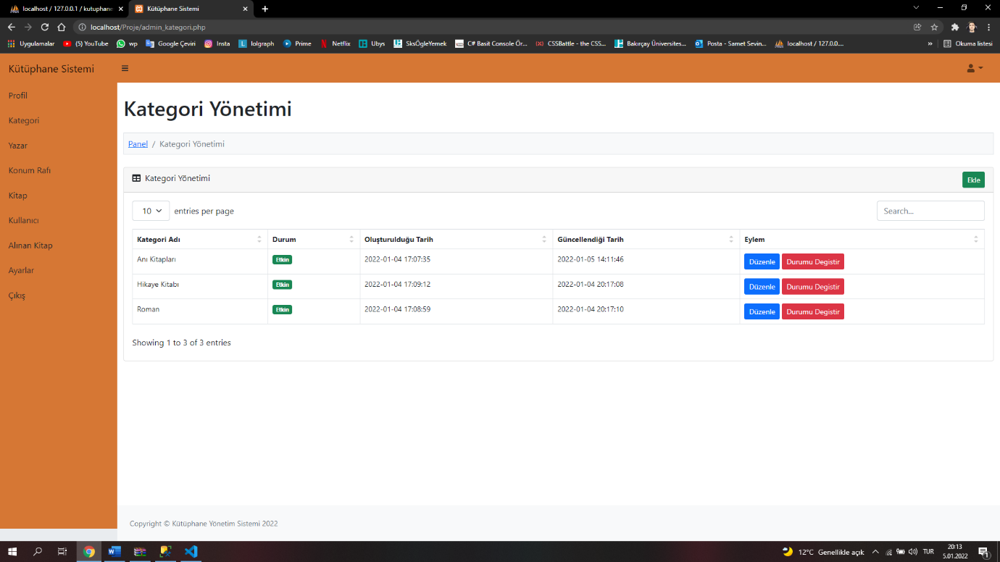 localhost / 127.0.0.1 / kutuphane
Kütüphane Sistemi
localhost/Proje/admin_kategori.php
Uygulamalar (5) YouTube wp Google Çeviri Insta lolgraph Prime Netflix Ubys SksÖgleYemek C# Basit Console Ör... CSSBattle - the CSS... Bakırçay Üniversites... Posta - Samet Sevin... localhost / 127.0.0.... » Okuma listesi
Kütüphane Sistemi
Profil
Kategori
Yazar
Konum Rafı
Kitap
Kullanıcı
Alınan Kitap
Ayarlar
Çıkış
Kategori Yönetimi
Panel / Kategori Yönetimi
Kategori Yönetimi
Ekle
10 entries per page
Search...
Kategori Adı Durum Oluşturulduğu Tarih Güncellendiği Tarih Eylem
Anı Kitapları Etkin 2022-01-04 17:07:35 2022-01-05 14:11:46 Düzenle Durumu Degistir
Hikaye Kitabı Etkin 2022-01-04 17:09:12 2022-01-04 20:17:08 Düzenle Durumu Degistir
Roman Etkin 2022-01-04 17:08:59 2022-01-04 20:17:10 Düzenle Durumu Degistir
Showing 1 to 3 of 3 entries
Copyright © Kütüphane Yönetim Sistemi 2022
12°C Genellikle açık TUR
20:13
5.01.2022
1